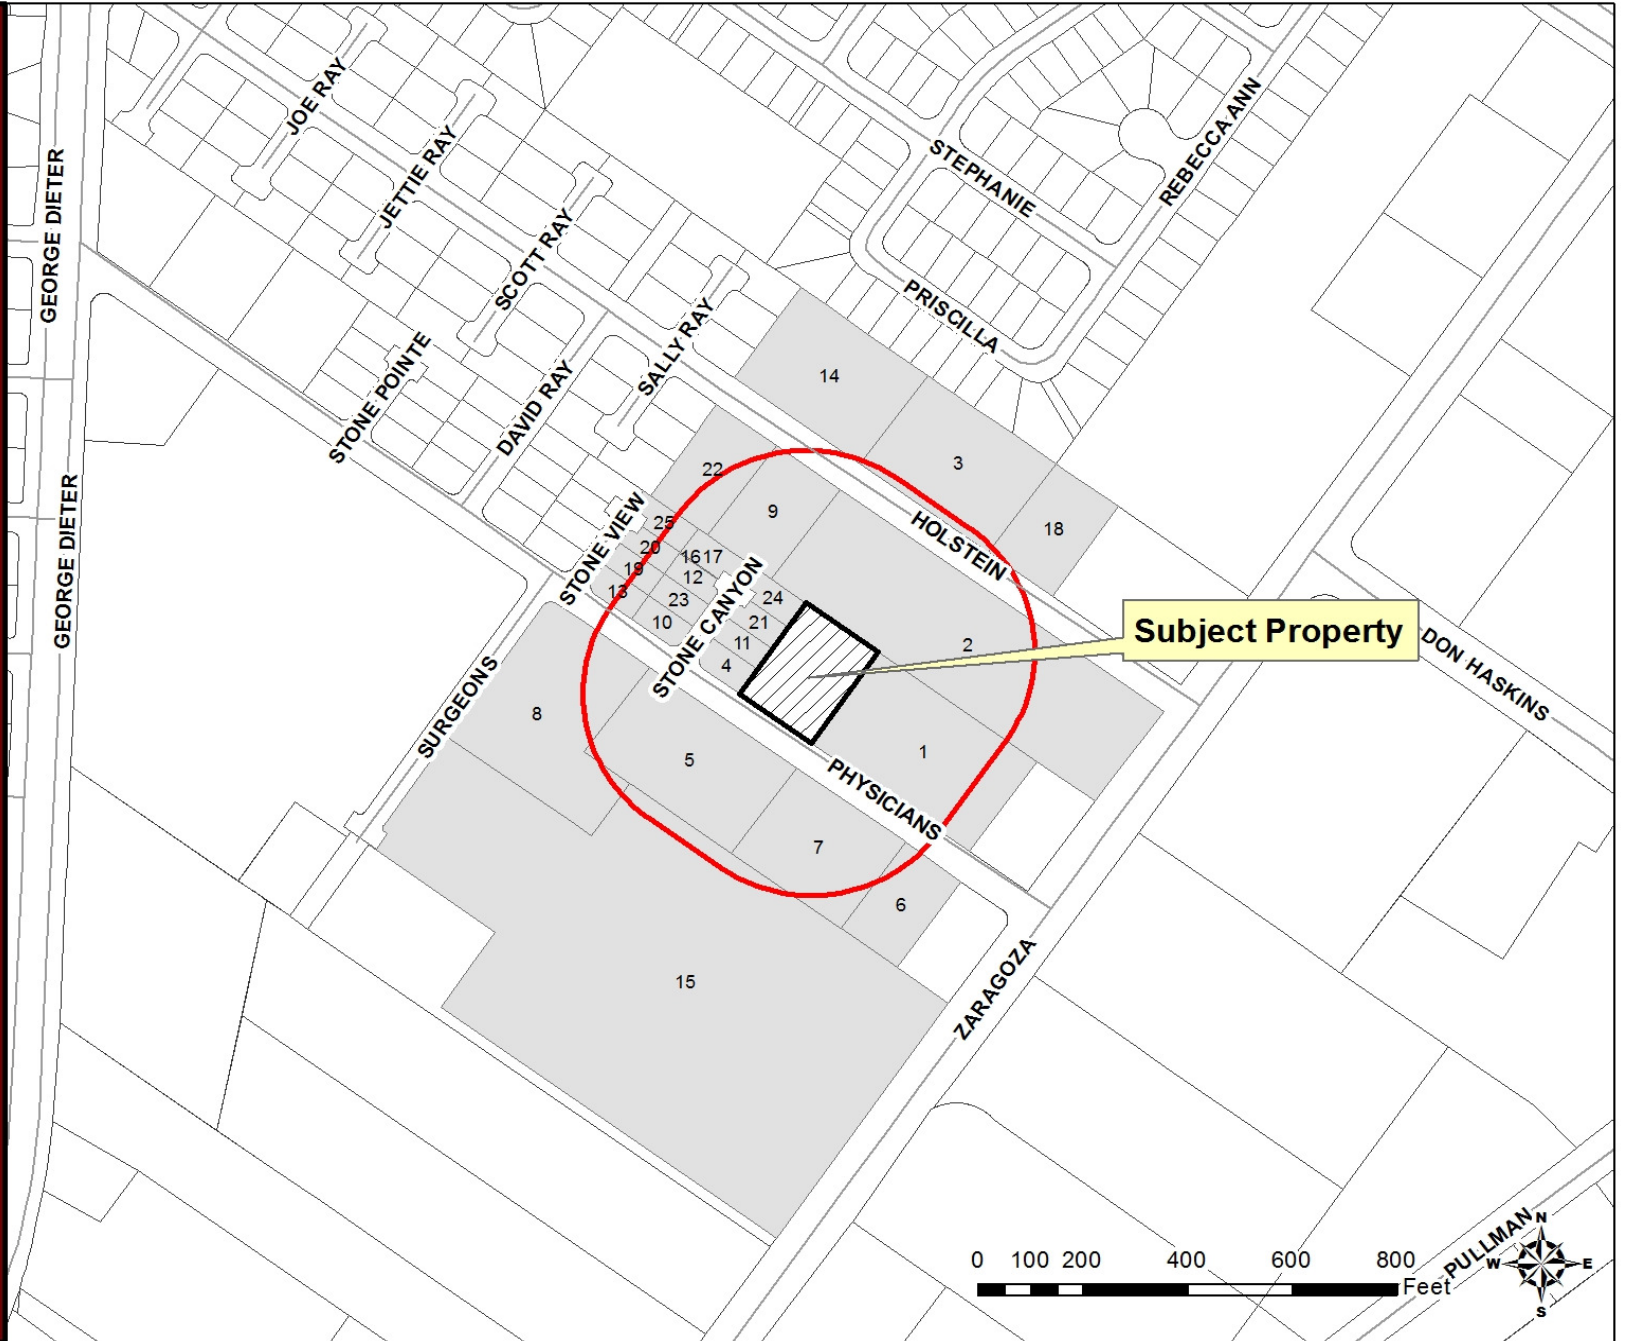 JOE RAY
JETTIE RAY
GEORGE DIETER
SCOTT RAY
STEPHANIE
REBECCA ANN
PRISCILLA
SALLY RAY
STONE POINTE
DAVID RAY
14
3
22
9
18
HOLSTEIN
25
STONE VIEW
20
16
17
19
12
13
23
24
10
21
STONE CANYON
11
4
2
Subject Property
DON HASKINS
GEORGE DIETER
SURGEONS
8
5
1
PHYSICIANS
7
6
15
ZARAGOZA
PULLMAN
N
W
E
S
0 100 200 400 600 800
Feet